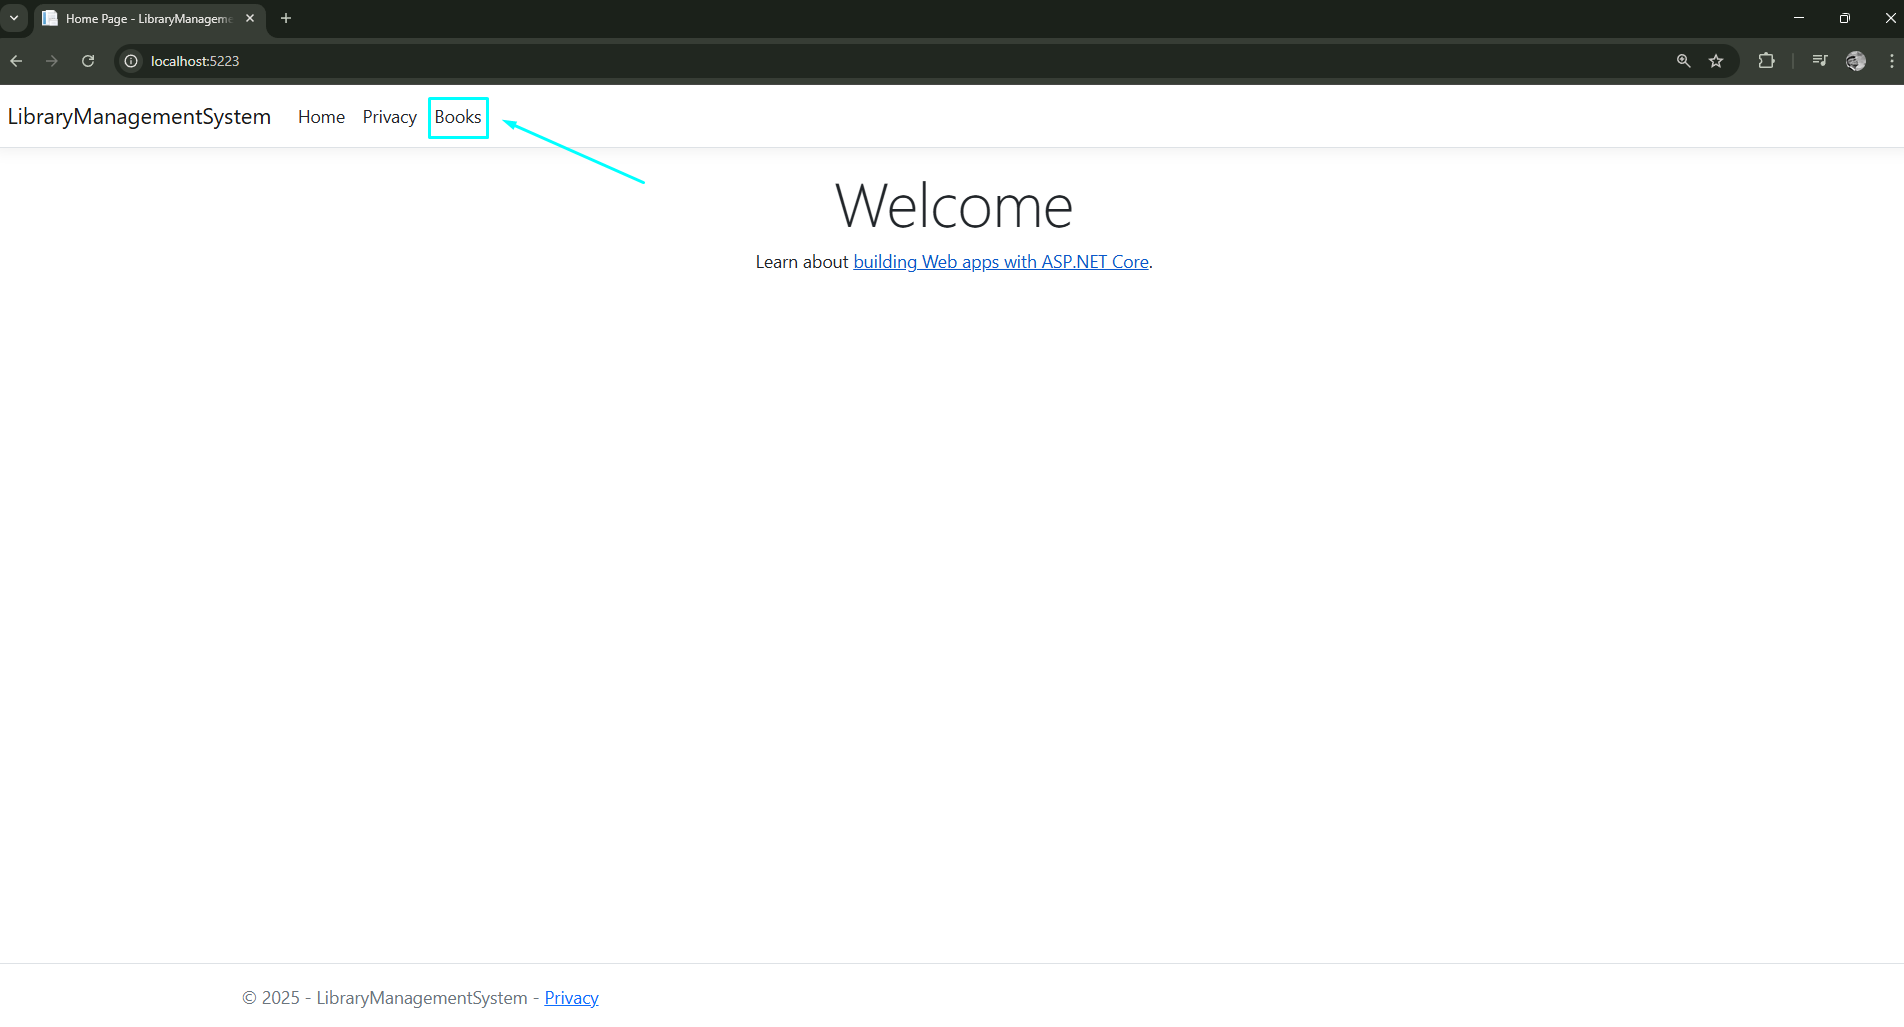 Home Page - LibraryManageme
localhost:5223
LibraryManagementSystem Home Privacy Books
Welcome
Learn about building Web apps with ASP.NET Core.
© 2025 - LibraryManagementSystem - Privacy